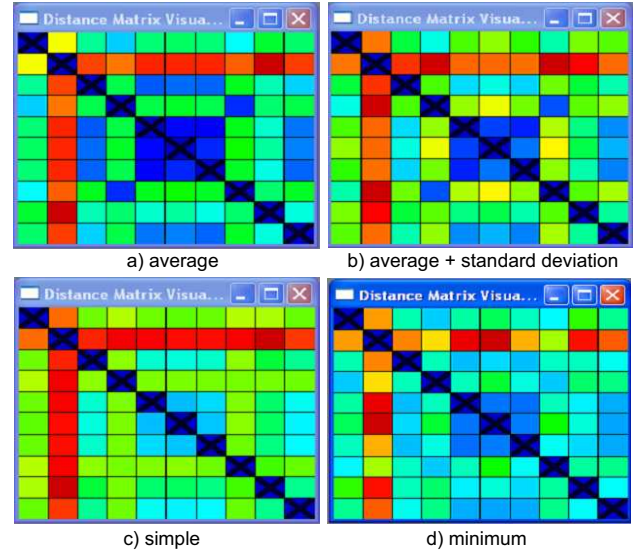 Distance Matrix Visua...
Distance Matrix Visua...
a) average
b) average + standard deviation
Distance Matrix Visua...
Distance Matrix Visua...
c) simple
d) minimum